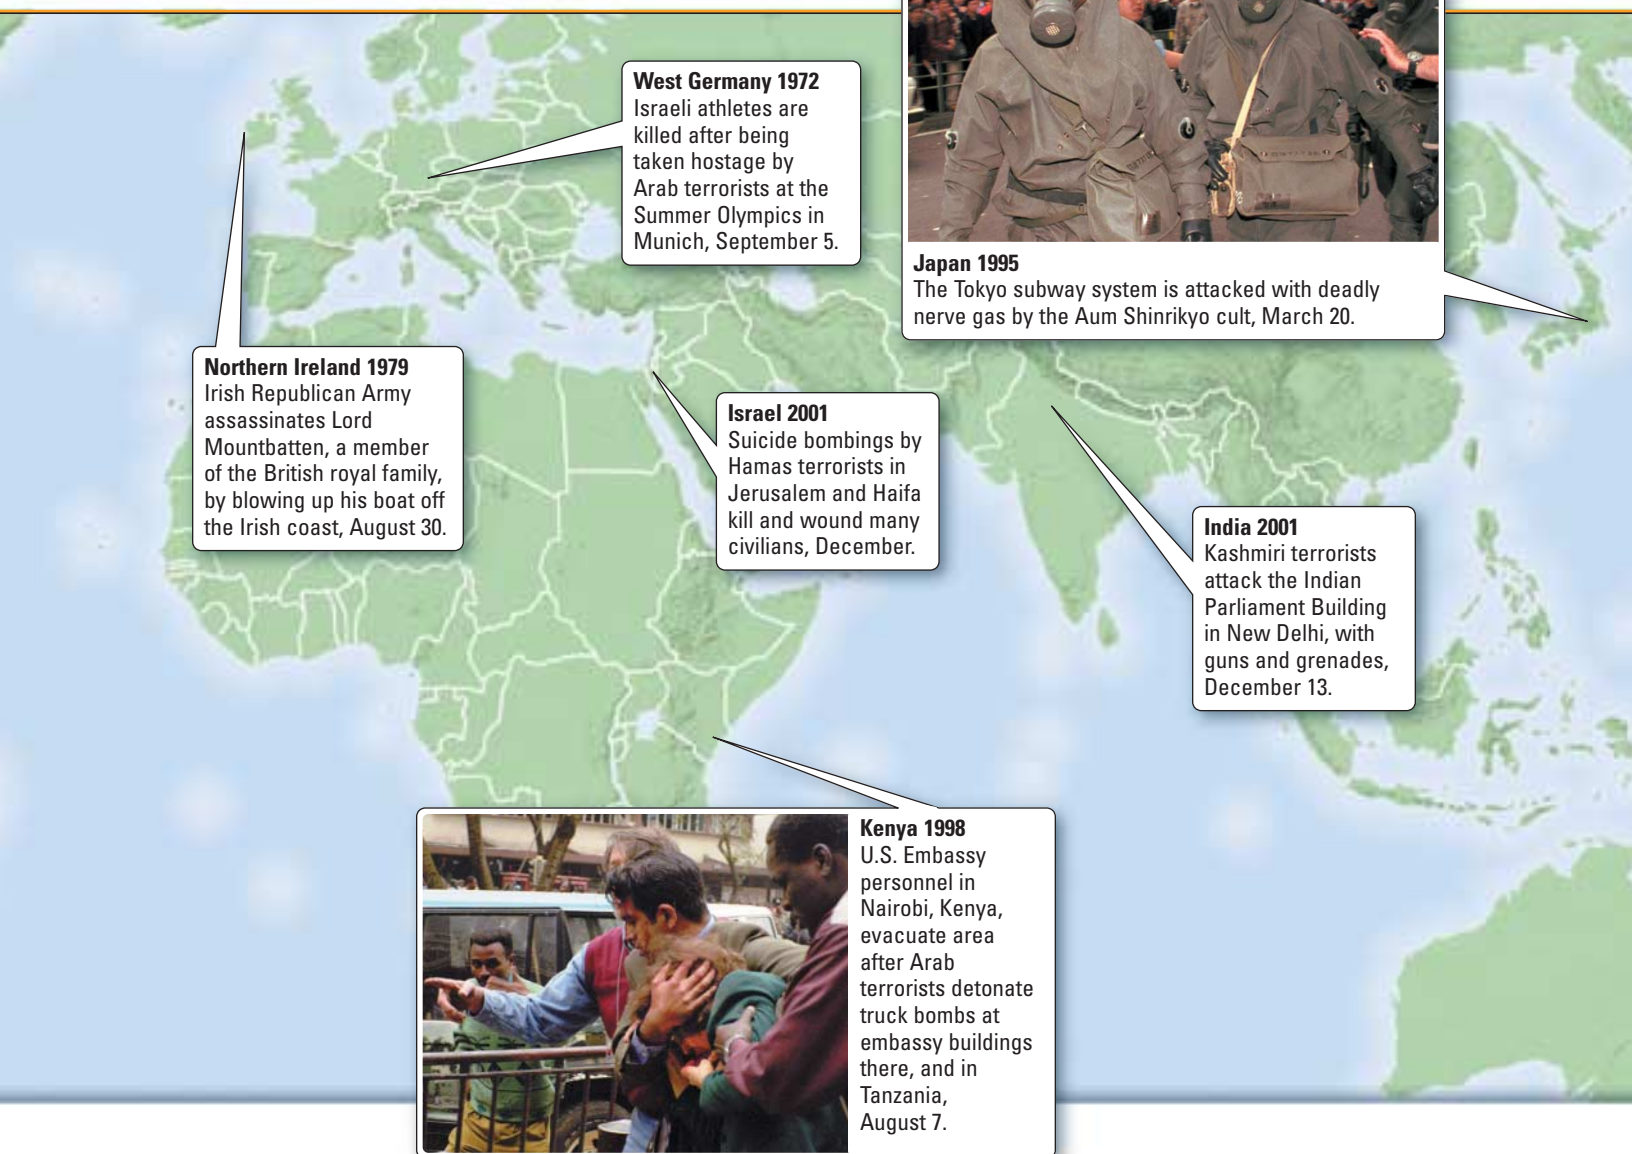 West Germany 1972
Israeli athletes are
killed after being
taken hostage by
Arab terrorists at the
Summer Olympics in
Munich, September 5.
Japan 1995
The Tokyo subway system is attacked with deadly
nerve gas by the Aum Shinrikyo cult, March 20.
Northern Ireland 1979
Irish Republican Army
assassinates Lord
Mountbatten, a member
of the British royal family,
by blowing up his boat off
the Irish coast, August 30.
Israel 2001
Suicide bombings by
Hamas terrorists in
Jerusalem and Haifa
kill and wound many
civilians, December.
India 2001
Kashmiri terrorists
attack the Indian
Parliament Building
in New Delhi, with
guns and grenades,
December 13.
Kenya 1998
U.S. Embassy
personnel in
Nairobi, Kenya,
evacuate area
after Arab
terrorists detonate
truck bombs at
embassy buildings
there, and in
Tanzania,
August 7.